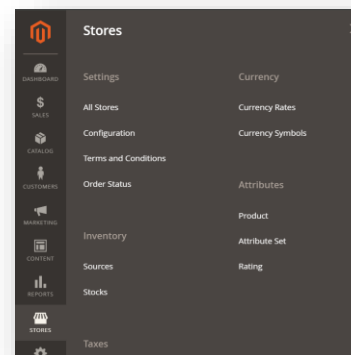 Stores
DASHBOARD
SALES
CATALOG
CUSTOMERS
MARKETING
CONTENT
REPORTS
STORES
Settings
All Stores
Configuration
Terms and Conditions
Order Status
Inventory
Sources
Stocks
Taxes
Currency
Currency Rates
Currency Symbols
Attributes
Product
Attribute Set
Rating